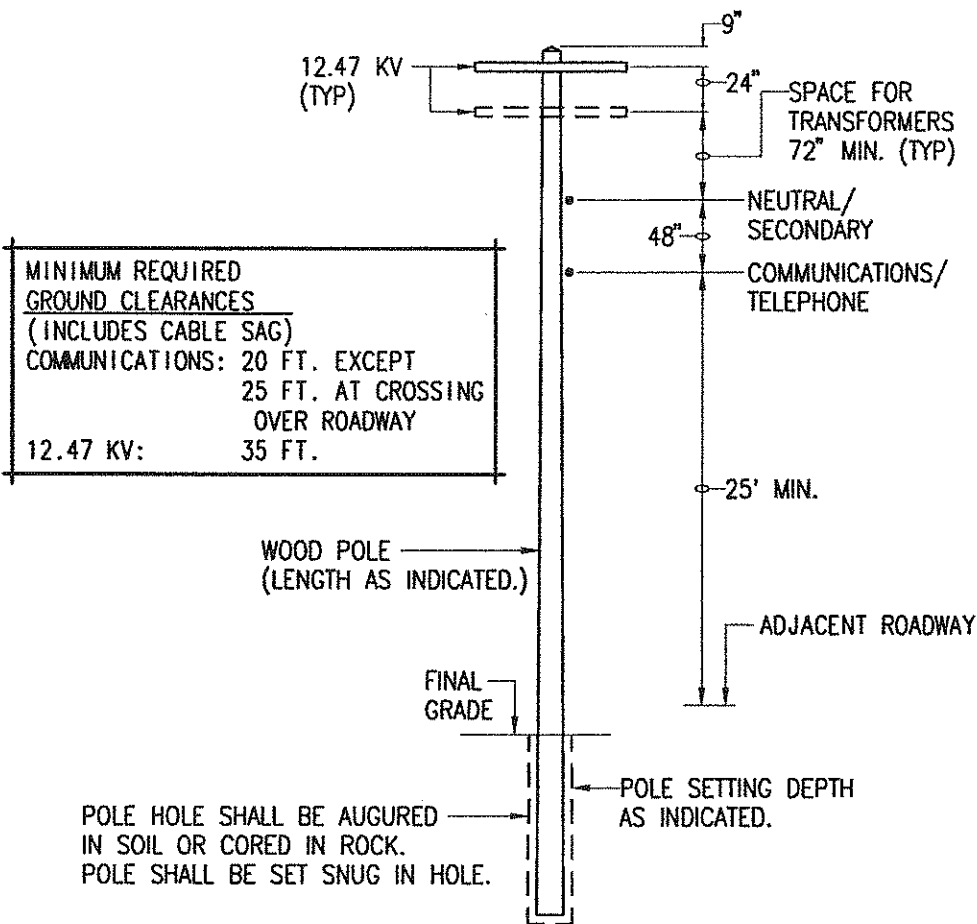 9"
12.47 KV
(TYP)
24"
SPACE FOR
TRANSFORMERS
72" MIN. (TYP)
NEUTRAL/
SECONDARY
48"
COMMUNICATIONS/
TELEPHONE
MINIMUM REQUIRED
GROUND CLEARANCES
(INCLUDES CABLE SAG)
COMMUNICATIONS: 20 FT. EXCEPT
25 FT. AT CROSSING
OVER ROADWAY
12.47 KV: 35 FT.
25' MIN.
WOOD POLE
(LENGTH AS INDICATED.)
ADJACENT ROADWAY
FINAL
GRADE
POLE SETTING DEPTH
AS INDICATED.
POLE HOLE SHALL BE AUGURED
IN SOIL OR CORED IN ROCK.
POLE SHALL BE SET SNUG IN HOLE.